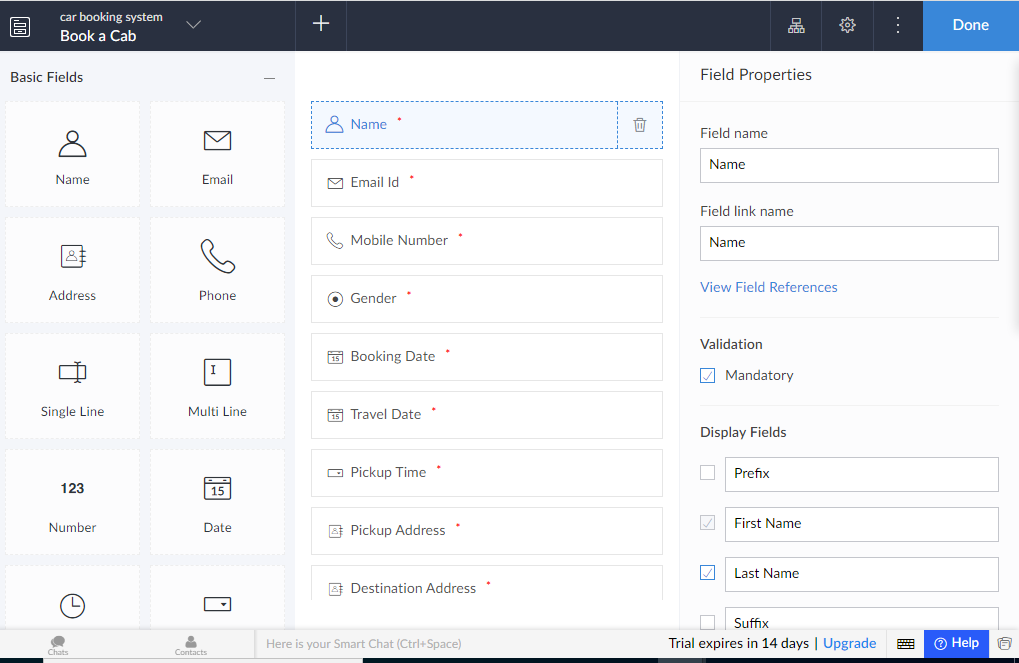 car booking system
Book a Cab
+
Done
Basic Fields
Name
Email
Address
Phone
Single Line
Multi Line
123
Number
15
Date
Name *
Email Id *
Mobile Number *
Gender *
15 Booking Date *
15 Travel Date *
Pickup Time *
Pickup Address *
Destination Address *
Field Properties
Field name
Name
Field link name
Name
View Field References
Validation
Mandatory
Display Fields
Prefix
First Name
Last Name
Suffix
Chats
Contacts
Here is your Smart Chat (Ctrl+Space)
Trial expires in 14 days | Upgrade
? Help